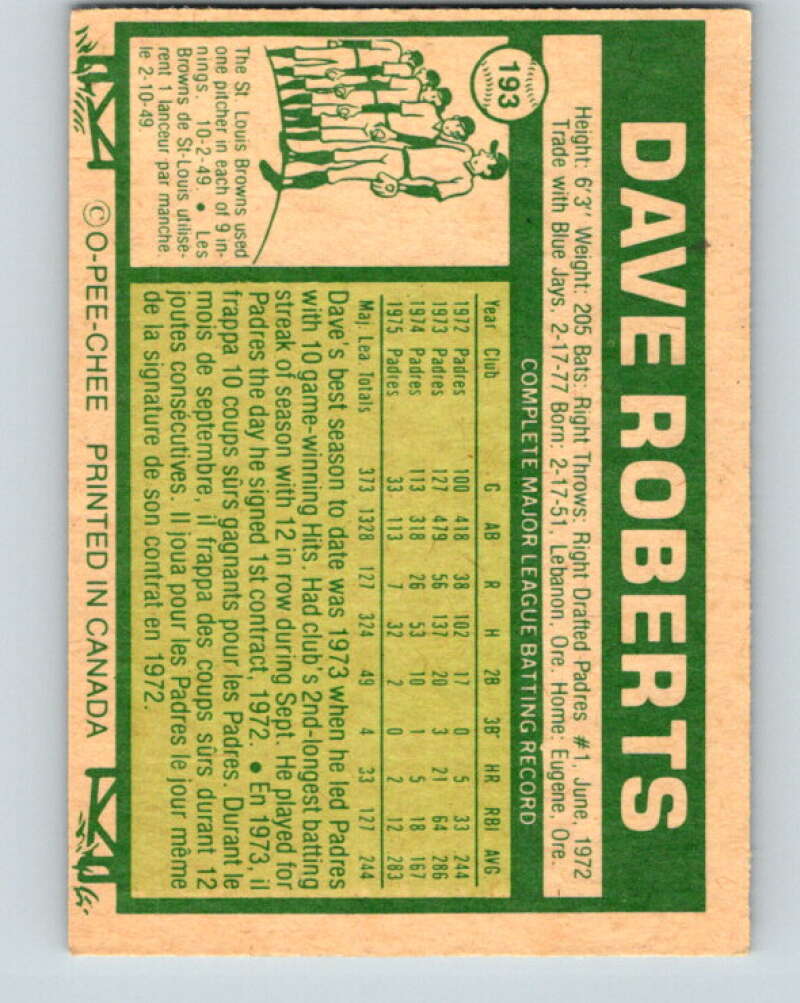 193
DAVE ROBERTS
Height: 6'3" Weight: 205 Bats: Right Throws: Right Drafted Padres #1, June, 1972
Trade with Blue Jays, 2-17-77 Born: 2-17-51, Lebanon, Ore. Home: Eugene, Ore.
COMPLETE MAJOR LEAGUE BATTING RECORD
Year Club G AB R H 2B 3B HR RBI AVG
1972 Padres 100 418 38 102 17 0 5 33 .244
1973 Padres 127 479 56 137 20 3 21 64 .286
1974 Padres 113 318 26 53 10 1 5 18 .167
1975 Padres 33 113 7 32 2 0 2 12 .283
Maj. Lea. Totals 373 1328 127 324 49 4 33 127 .244
Dave's best season to date was 1973 when he led Padres
with 10 game-winning Hits. Had club's 2nd-longest batting
streak of season with 12 in row during Sept. He played for
Padres the day he signed 1st contract, 1972. • En 1973, il
frappa 10 coups sûrs gagnants pour les Padres. Durant le
mois de septembre, il frappa des coups sûrs durant 12
joutes consécutives. Il joua pour les Padres le jour même
de la signature de son contrat en 1972.
The St. Louis Browns used
one pitcher in each of 9 in-
nings. 10-2-49. • Les
Browns de St-Louis utilise-
rent 1 lanceur par manche.
le 2-10-49.
©O-PEE-CHEE PRINTED IN CANADA